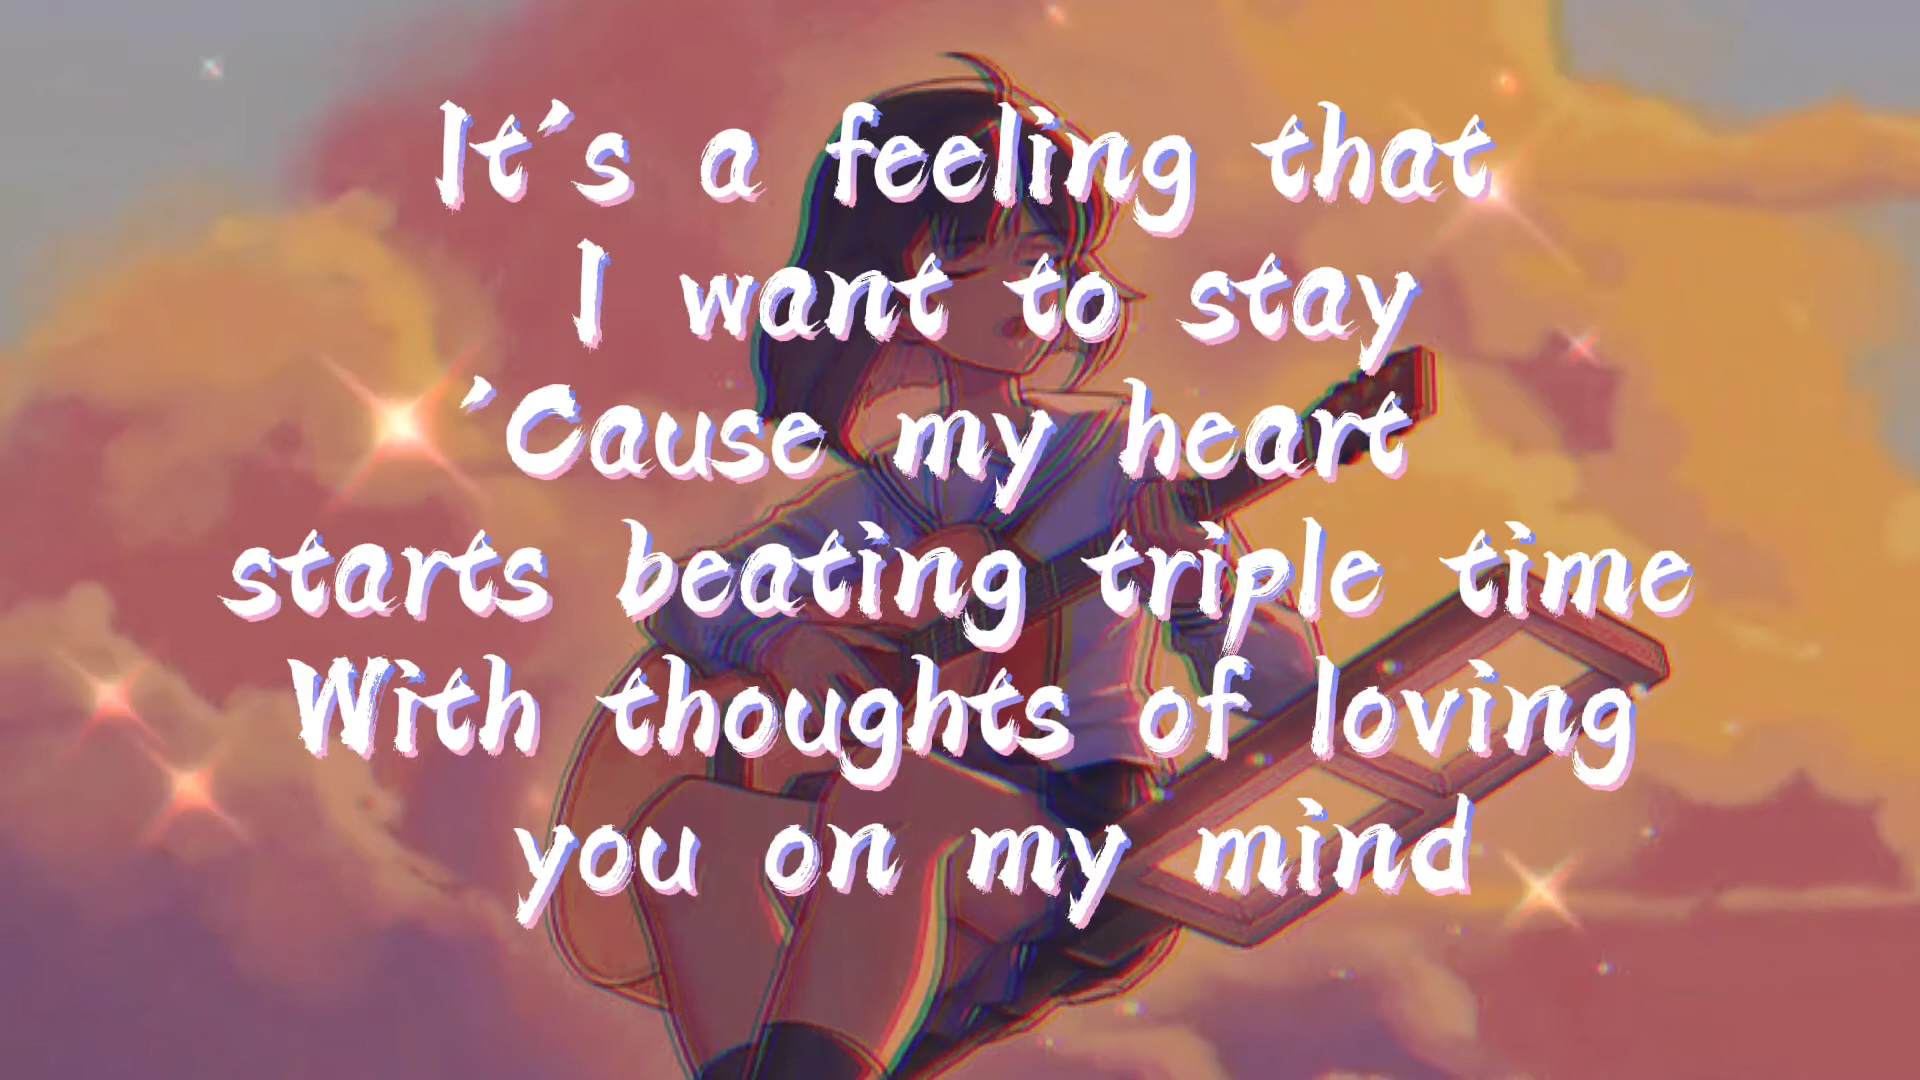 It's a feeling that
I want to stay
'Cause my heart
starts beating triple time
With thoughts of loving
you on my mind